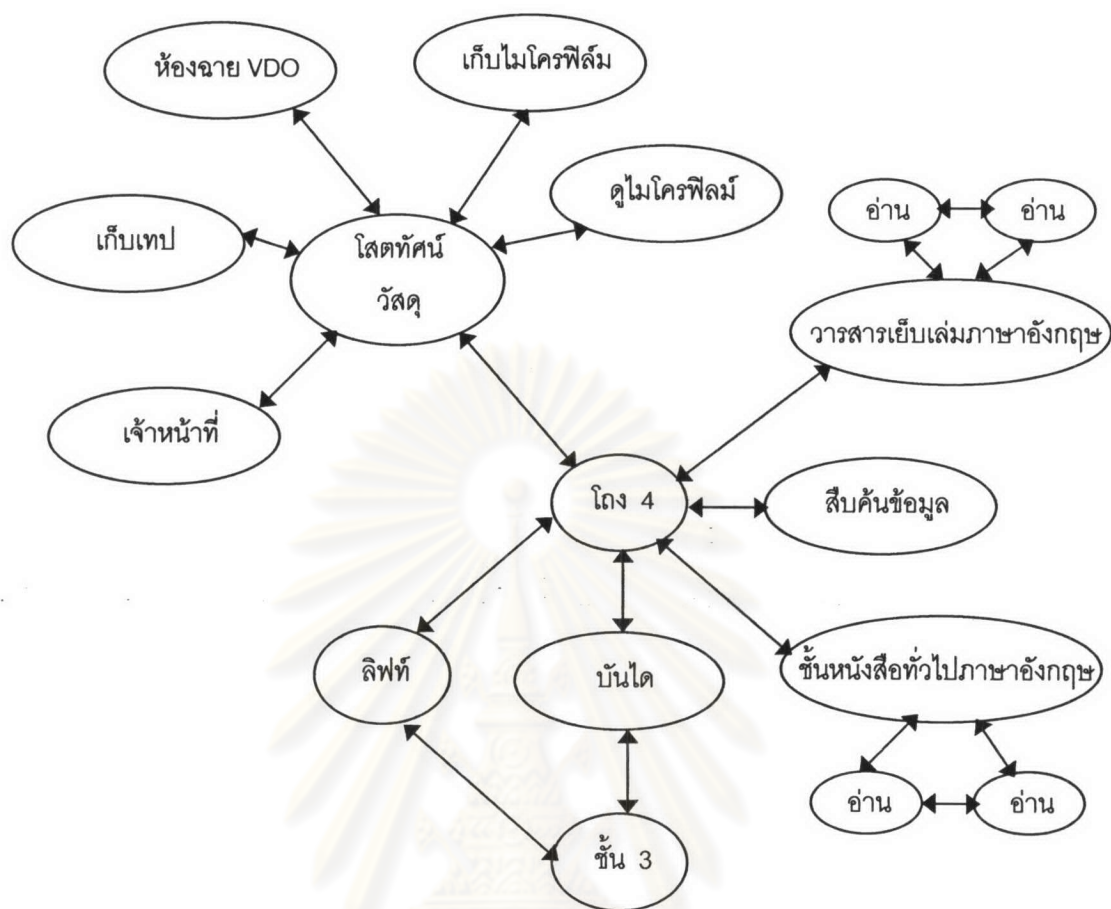 ห้องฉาย VDO
เก็บไมโครฟิล์ม
ดูไมโครฟิลม์
เก็บเทป
โสตทัศน์
วัสดุ
เจ้าหน้าที่
อ่าน
อ่าน
วารสารเย็บเล่มภาษาอังกฤษ
โถง 4
สืบค้นข้อมูล
ลิฟท์
บันได
ชั้นหนังสือทั่วไปภาษาอังกฤษ
อ่าน
อ่าน
ชั้น 3